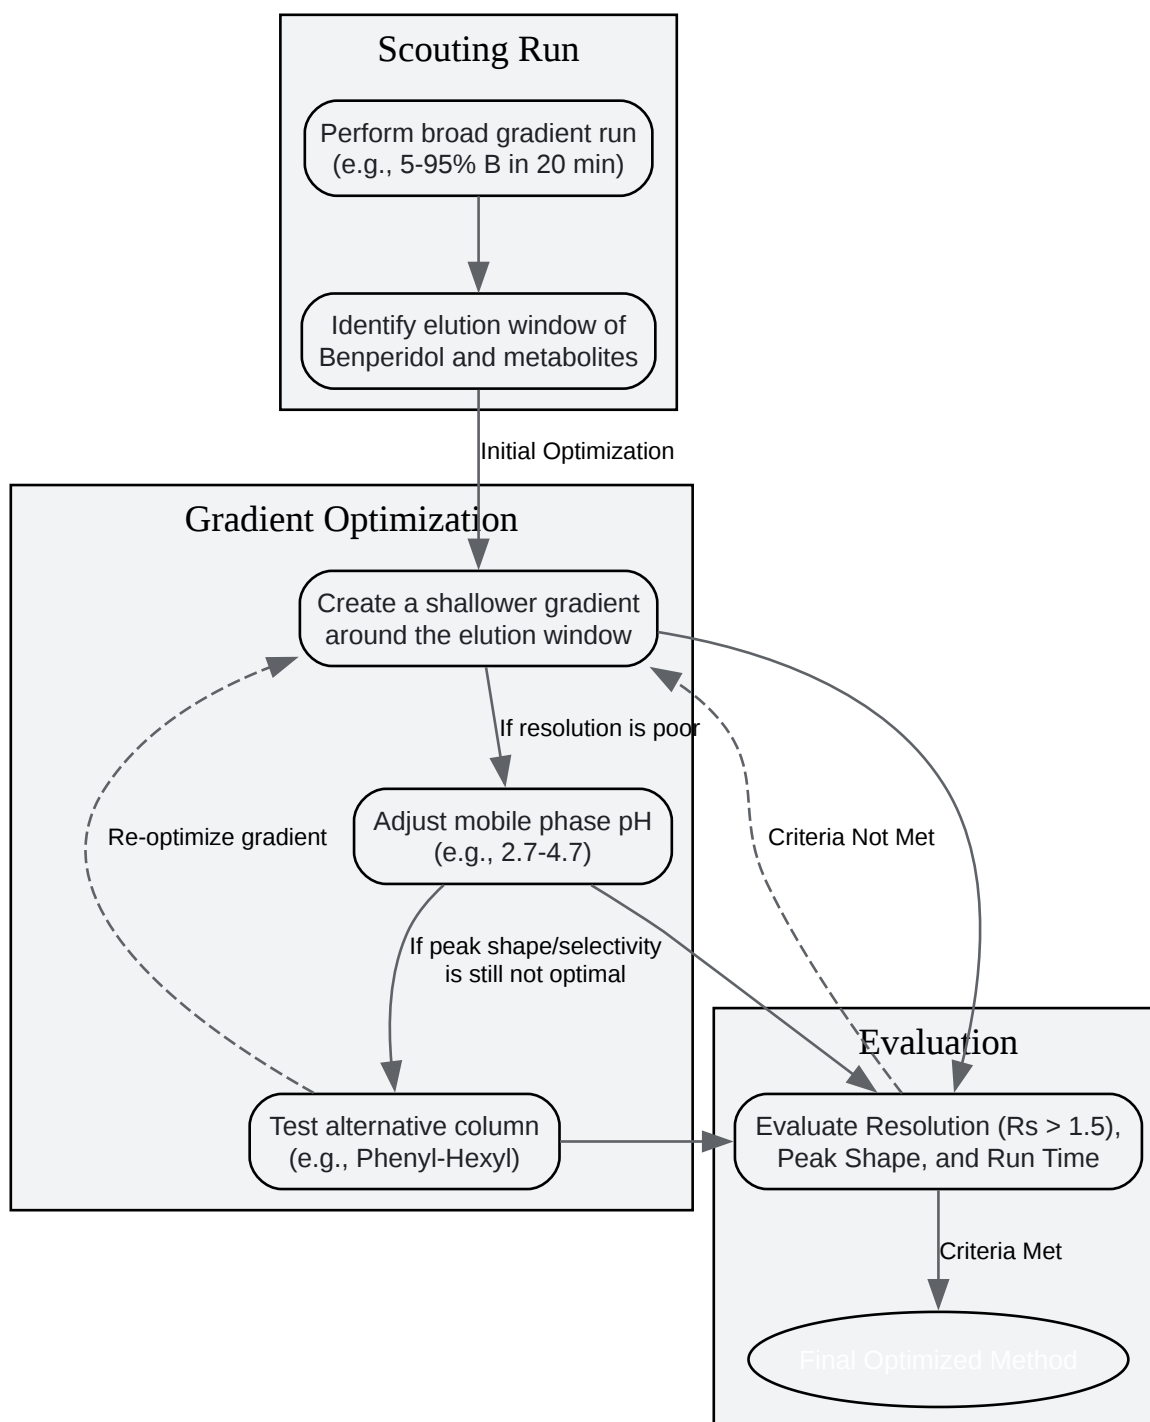 Scouting Run
Perform broad gradient run
(e.g., 5-95% B in 20 min)
Identify elution window of
Benperidol and metabolites
Initial Optimization
Gradient Optimization
Create a shallower gradient
around the elution window
If resolution is poor
Adjust mobile phase pH
(e.g., 2.7-4.7)
Re-optimize gradient
Criteria Not Met
If peak shape/selectivity
is still not optimal
Evaluation
Test alternative column
(e.g., Phenyl-Hexyl)
Evaluate Resolution (Rs > 1.5),
Peak Shape, and Run Time
Criteria Met
Final Optimized Method